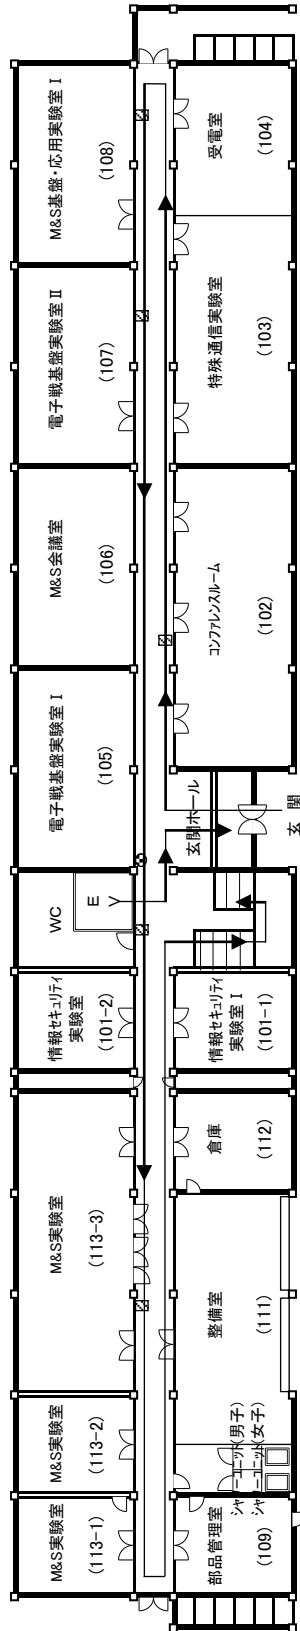 M&S実験室
(113-1)
M&S実験室
(113-2)
M&S実験室
(113-3)
情報セキュリティ
実験室
(101-2)
WC
E
V
電子戦基盤実験室Ⅰ
(105)
M&S会議室
(106)
電子戦基盤実験室Ⅱ
(107)
M&S基盤・応用実験室Ⅰ
(108)
部品管理室
(109)
シャワーユニット(男子)
シャワーユニット(女子)
整備室
(111)
倉庫
(112)
情報セキュリティ
実験室Ⅰ
(101-1)
玄関ホール
玄 関
コンファレンスルーム
(102)
特殊通信実験室
(103)
受電室
(104)